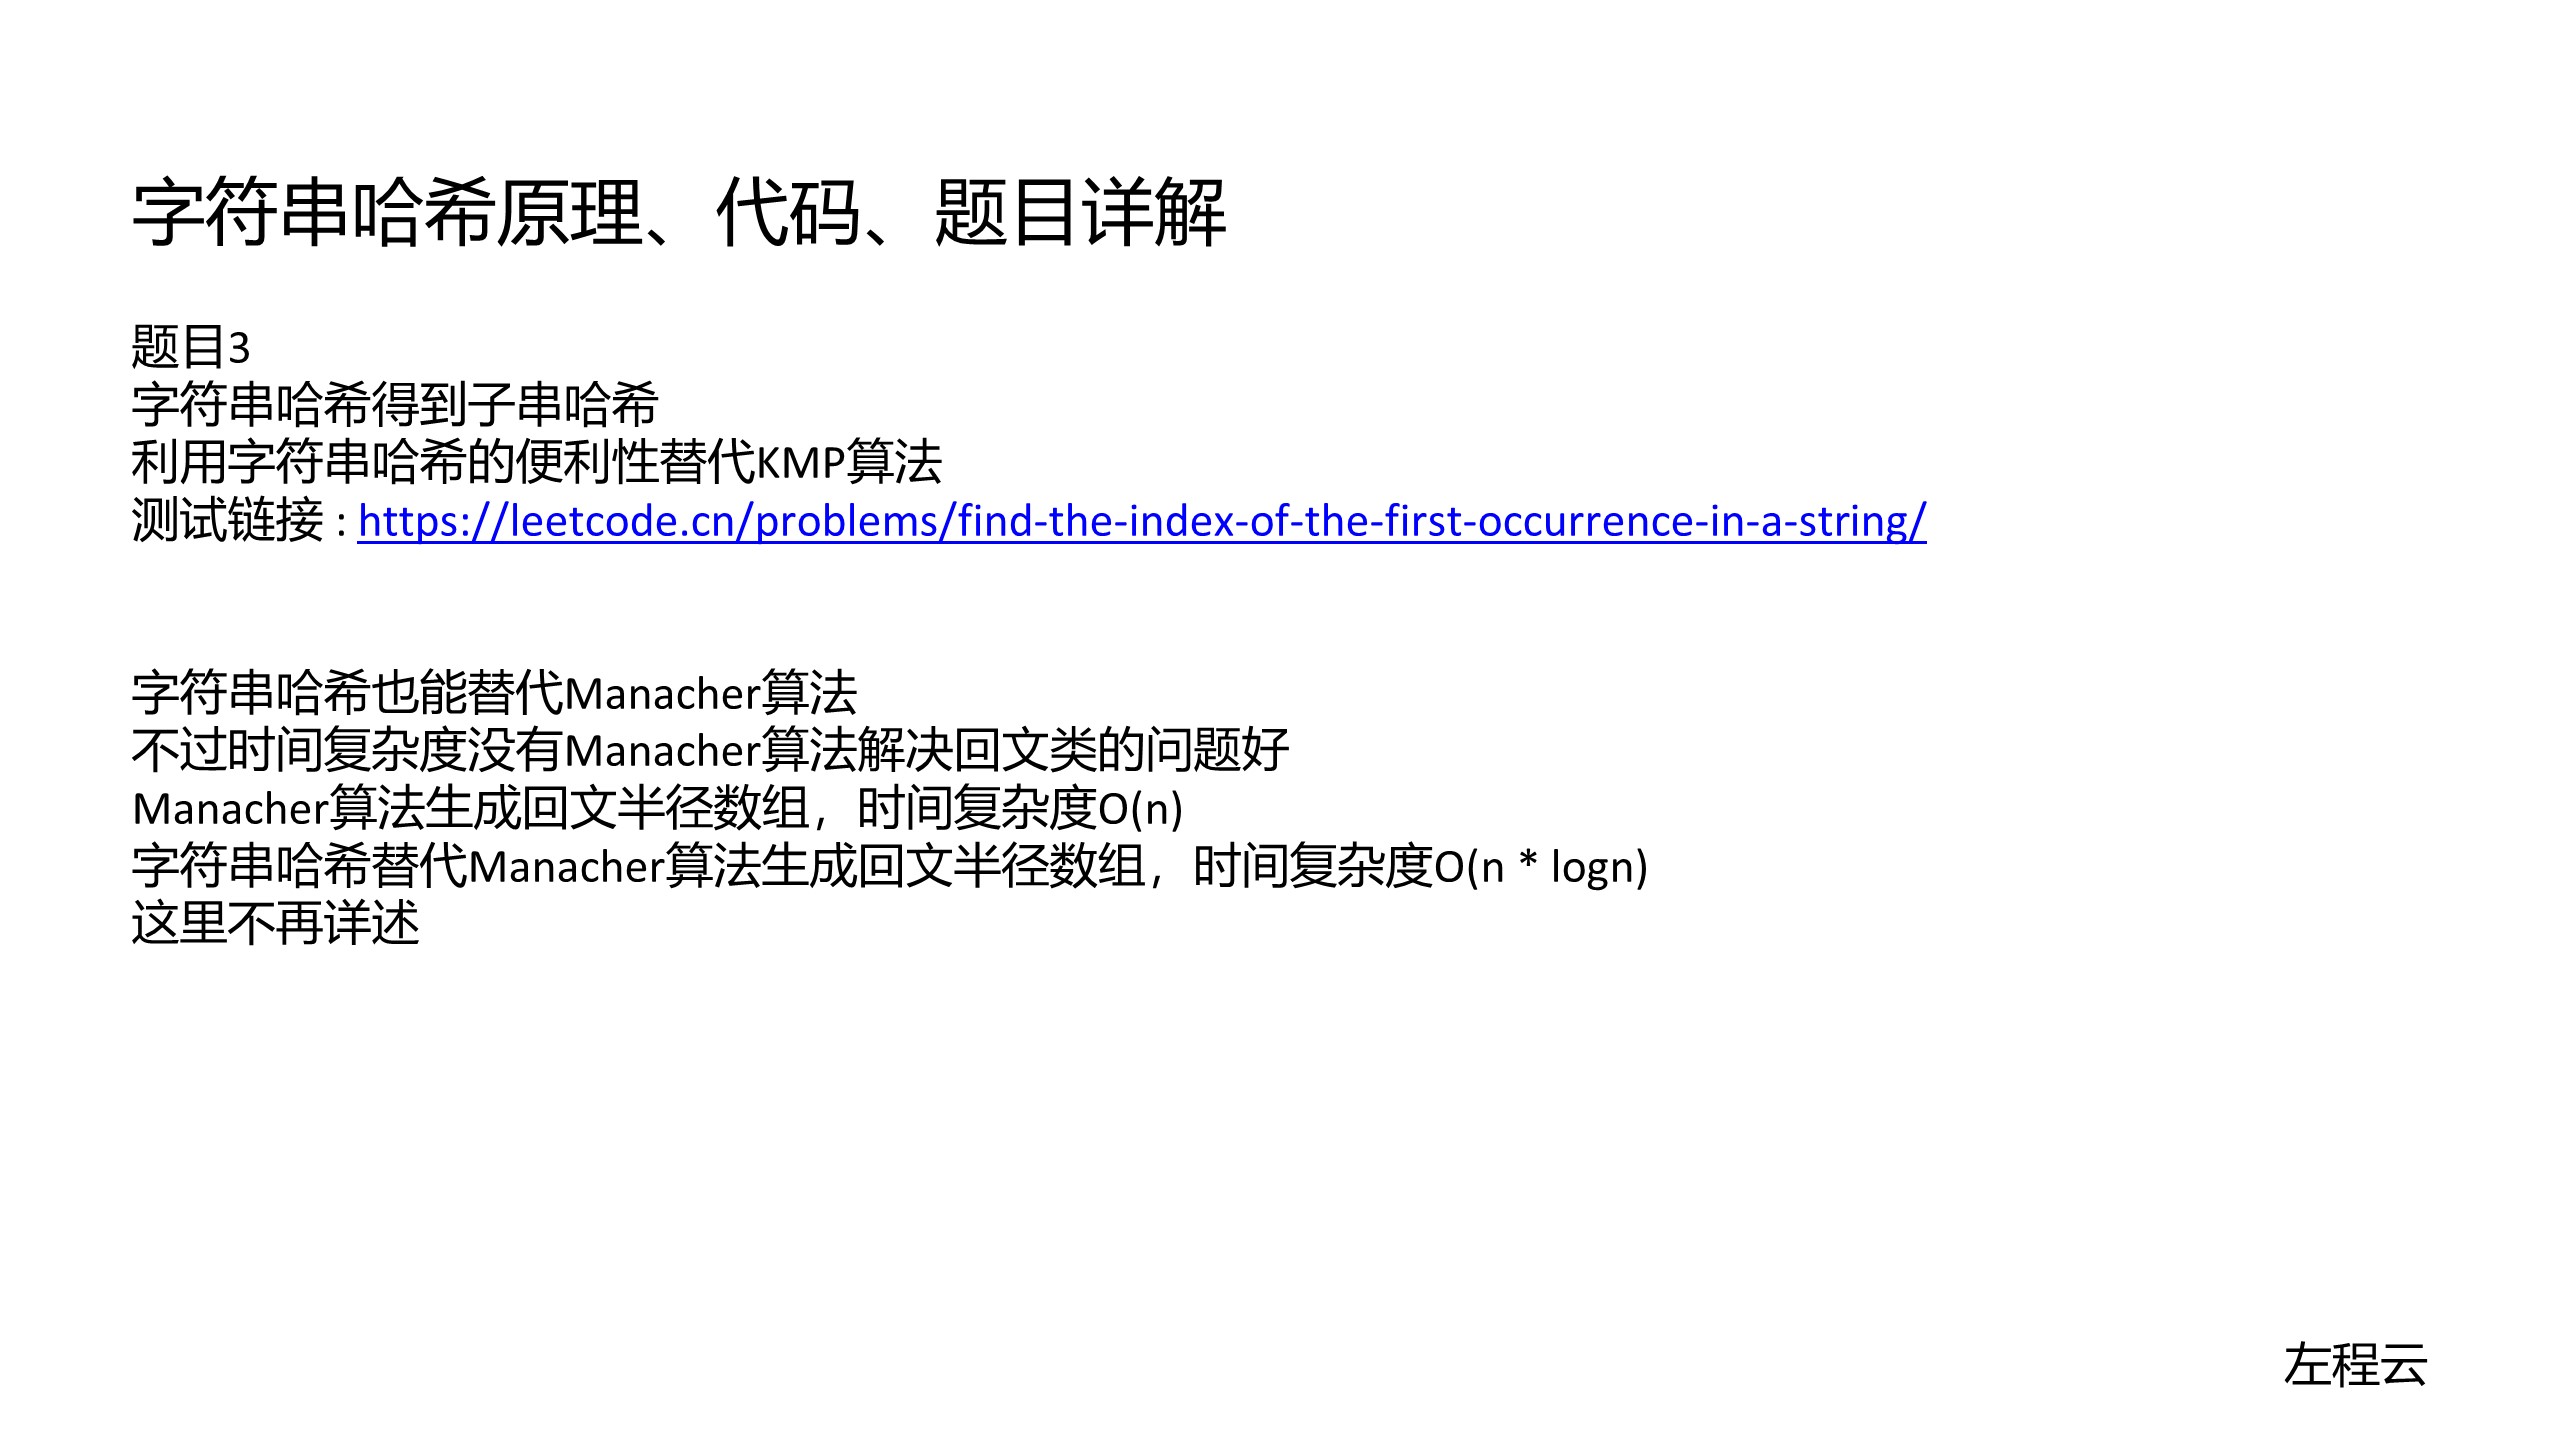 字符串哈希原理、代码、题目详解
题目3
字符串哈希得到子串哈希
利用字符串哈希的便利性替代KMP算法
测试链接 : https://leetcode.cn/problems/find-the-index-of-the-first-occurrence-in-a-string/
字符串哈希也能替代Manacher算法
不过时间复杂度没有Manacher算法解决回文类的问题好
Manacher算法生成回文半径数组，时间复杂度O(n)
字符串哈希替代Manacher算法生成回文半径数组，时间复杂度O(n * logn)
这里不再详述
左程云